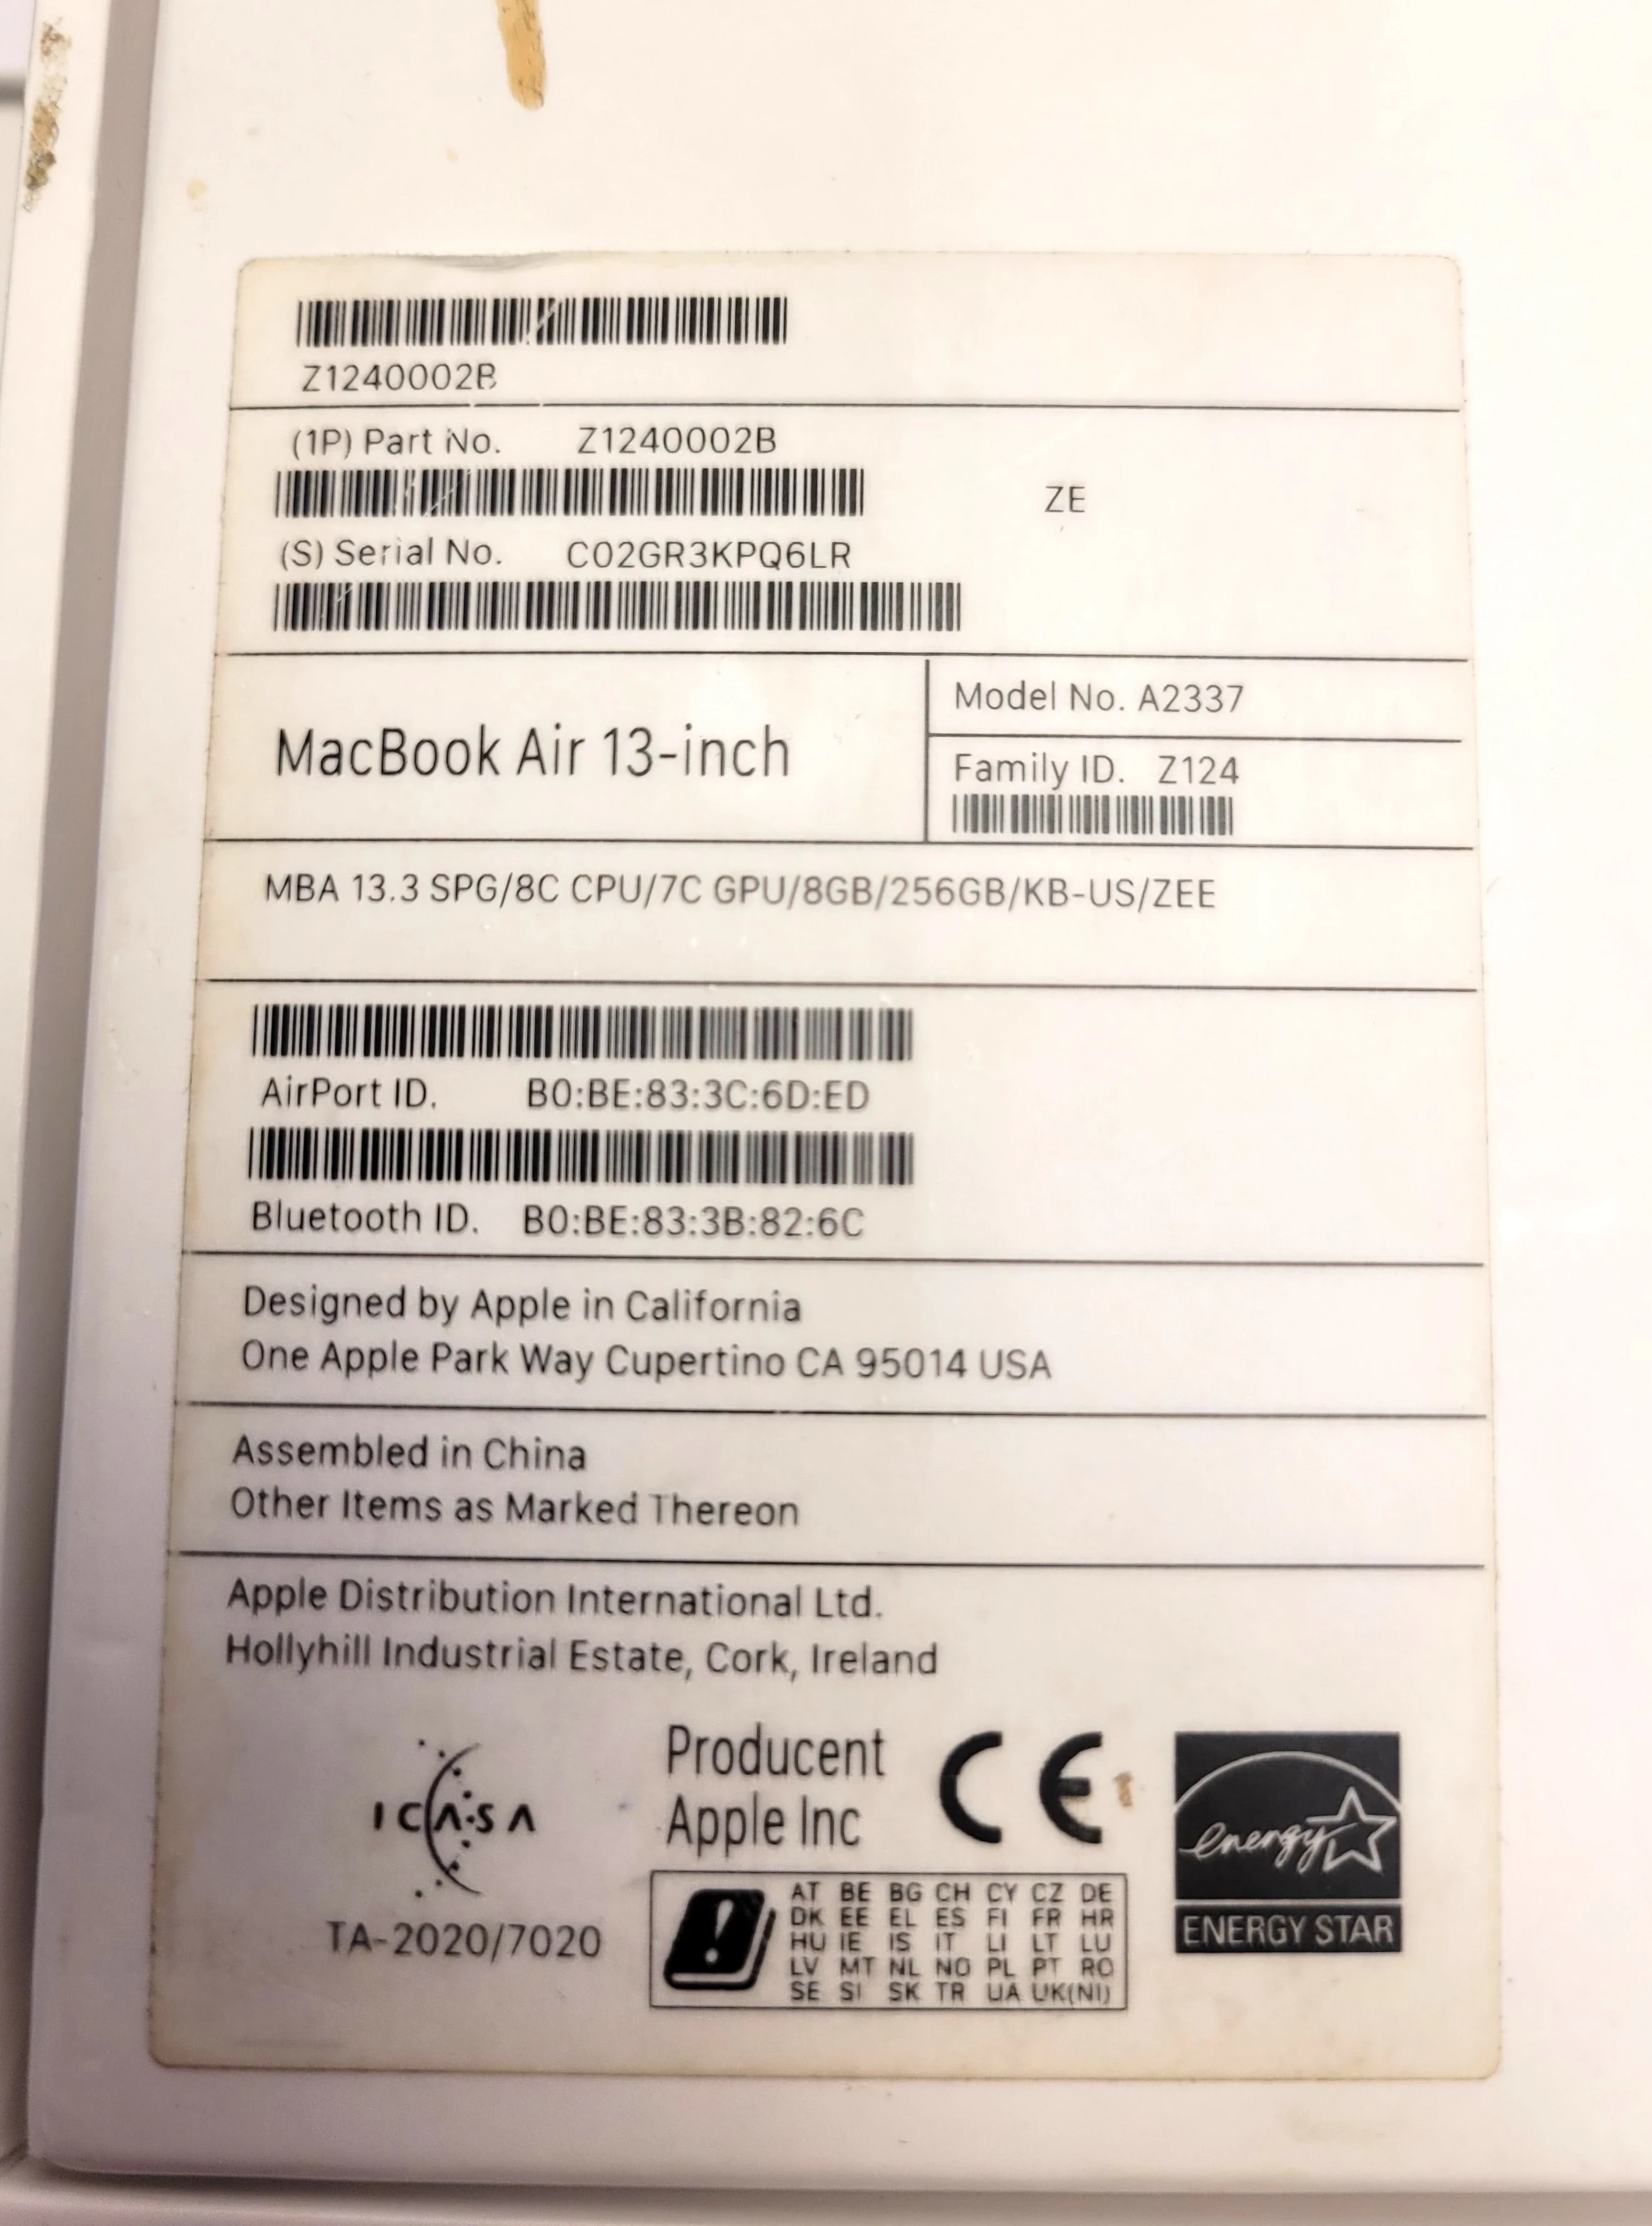 Z1240002B
(1P) Part No. Z1240002B
ZE
(S) Serial No. C02GR3KPQ6LR
MacBook Air 13-inch
Model No. A2337
Family ID. Z124
MBA 13.3 SPG/8C CPU/7C GPU/8GB/256GB/KB-US/ZEE
AirPort ID. B0:BE:83:3C:6D:ED
Bluetooth ID. B0:BE:83:3B:82:6C
Designed by Apple in California
One Apple Park Way Cupertino CA 95014 USA
Assembled in China
Other Items as Marked Thereon
Apple Distribution International Ltd.
Hollyhill Industrial Estate, Cork, Ireland
ICASA
TA-2020/7020
Producent
Apple Inc
CE
AT BE BG CH CY CZ DE
DK EE EL ES FI FR HR
HU IE IS IT LI LT LU
LV MT NL NO PL PT RO
SE SI SK TR UA UK(NI)
energy
ENERGY STAR